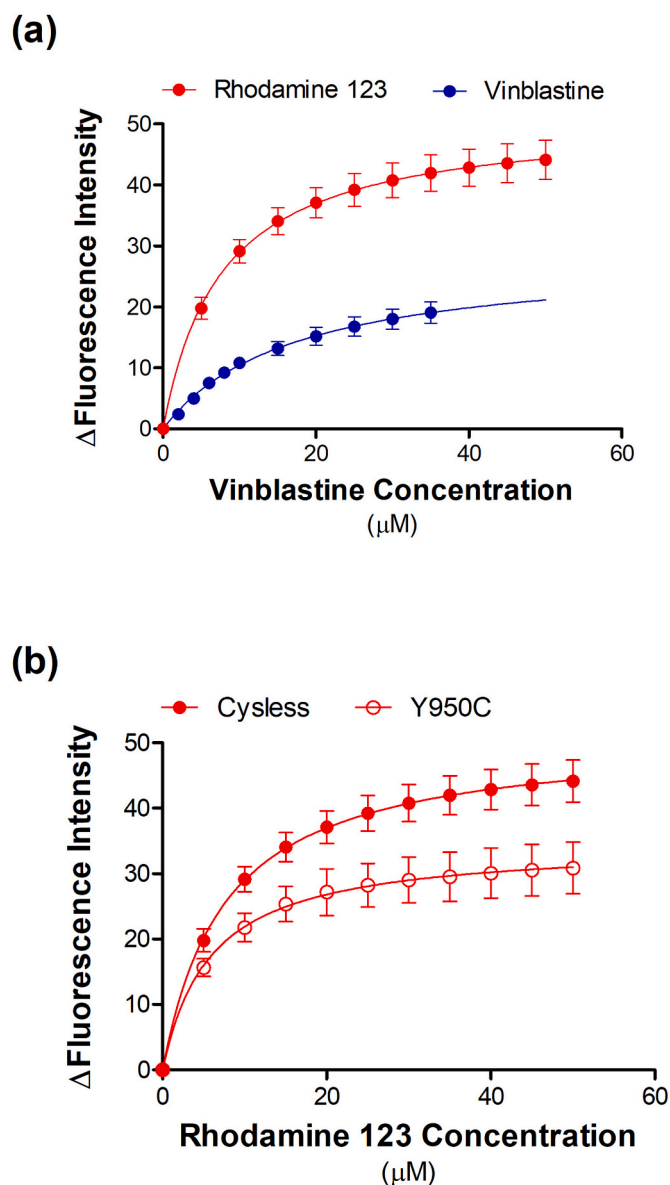 (a)
Rhodamine 123 Vinblastine
ΔFluorescence Intensity
50
40
30
20
10
0
0 20 40 60
Vinblastine Concentration
(μM)
(b)
Cysless Y950C
ΔFluorescence Intensity
50
40
30
20
10
0
0 20 40 60
Rhodamine 123 Concentration
(μM)